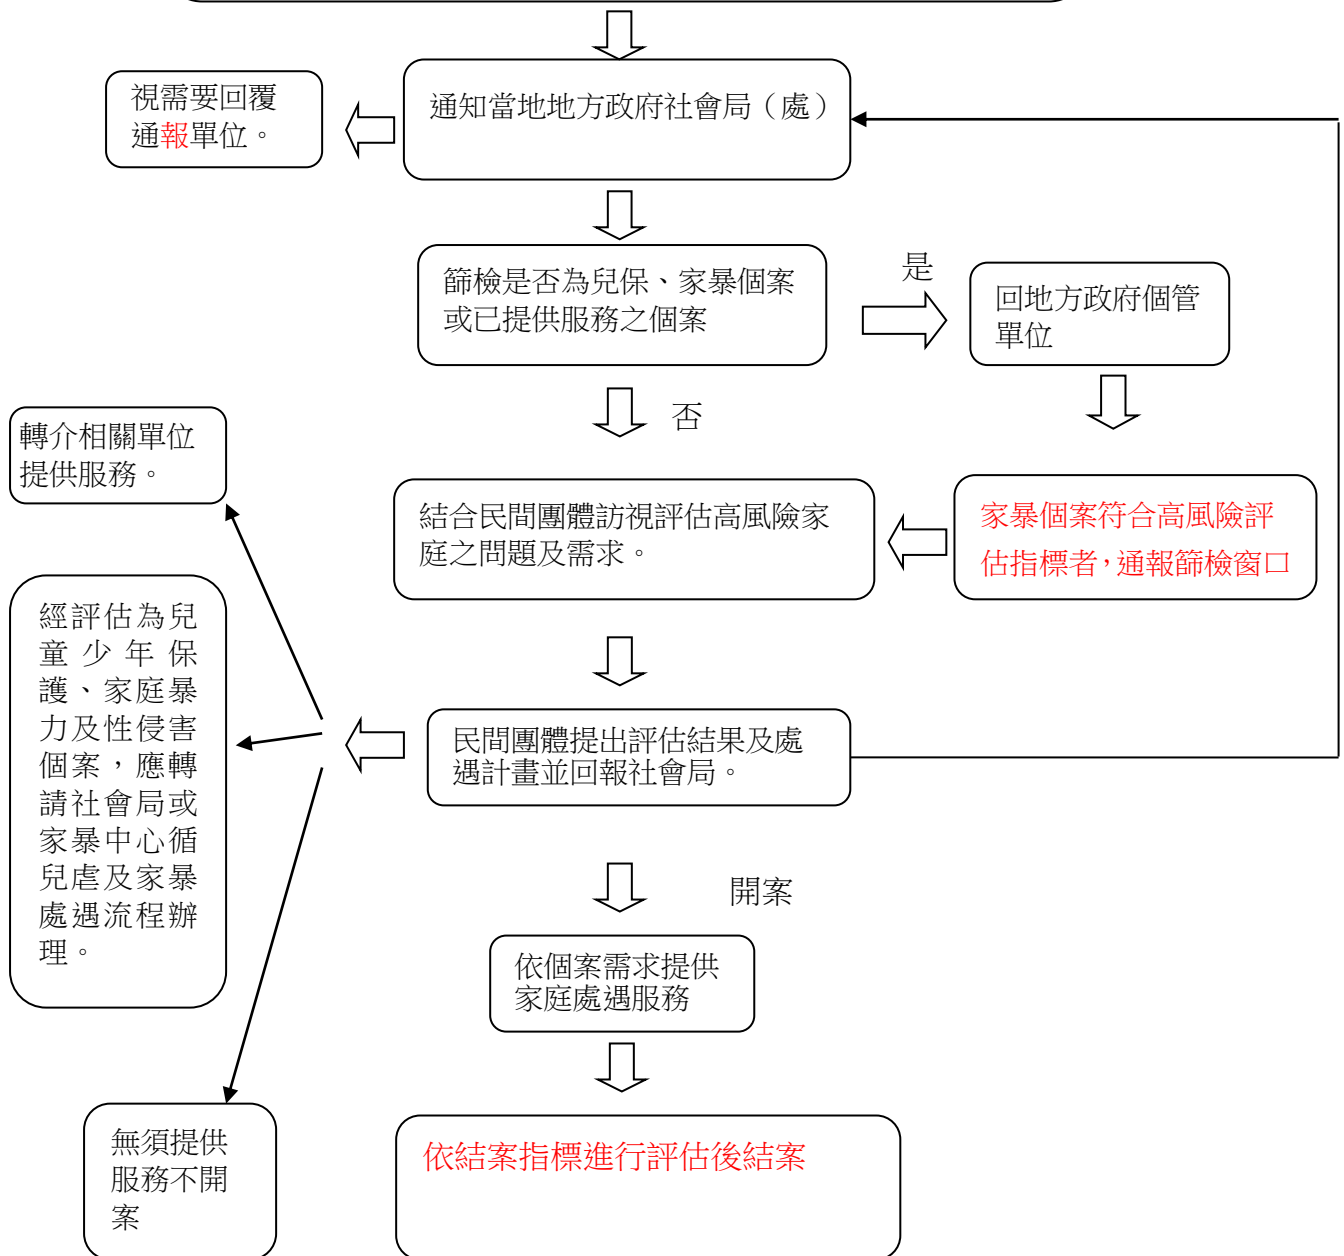 通知當地地方政府社會局（處）
視需要回覆
通報單位。
篩檢是否為兒保、家暴個案
或已提供服務之個案
是
回地方政府個管
單位
否
轉介相關單位
提供服務。
結合民間團體訪視評估高風險家
庭之問題及需求。
家暴個案符合高風險評
估指標者，通報篩檢窗口
經評估為兒
童少年保
護、家庭暴
力及性侵害
個案，應轉
請社會局或
家暴中心循
兒虐及家暴
處遇流程辦
理。
民間團體提出評估結果及處
遇計畫並回報社會局。
開案
依個案需求提供
家庭處遇服務
無須提供
服務不開
案
依結案指標進行評估後結案